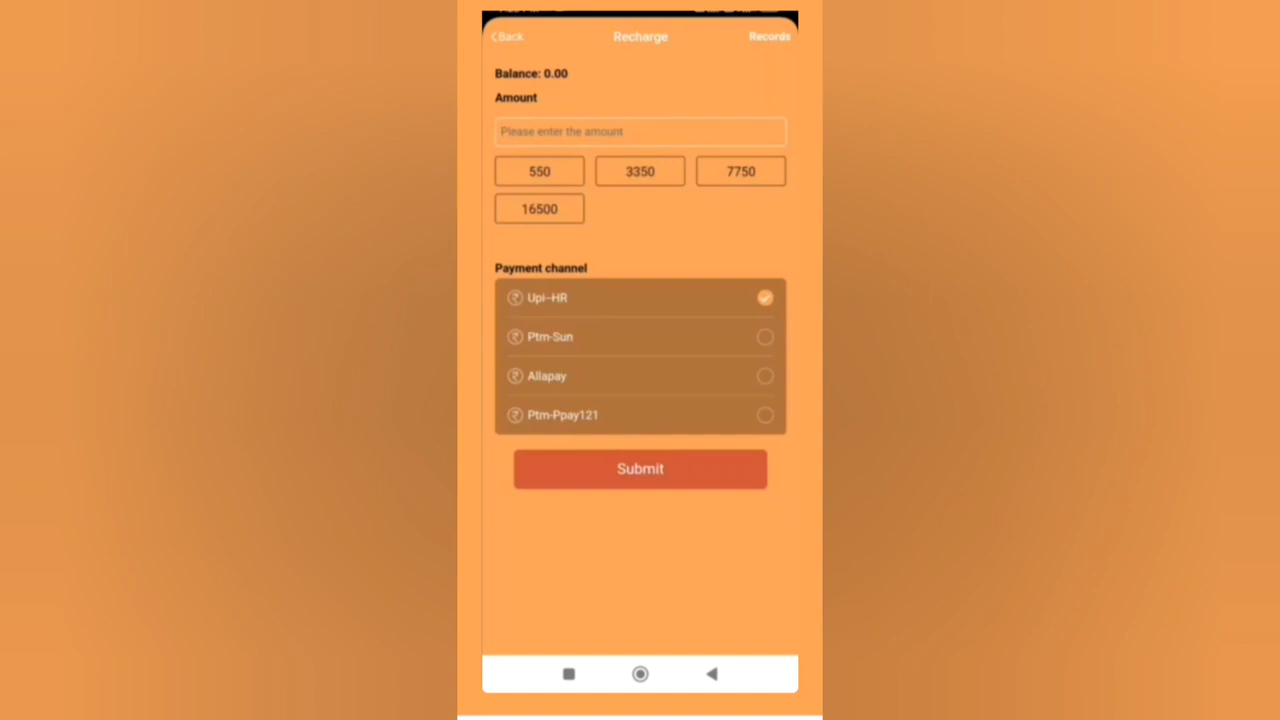 Back
Recharge
Records
Balance: 0.00
Amount
Please enter the amount
550
3350
7750
16500
Payment channel
Upi--HR
Ptm-Sun
Allapay
Ptm-Ppay121
Submit